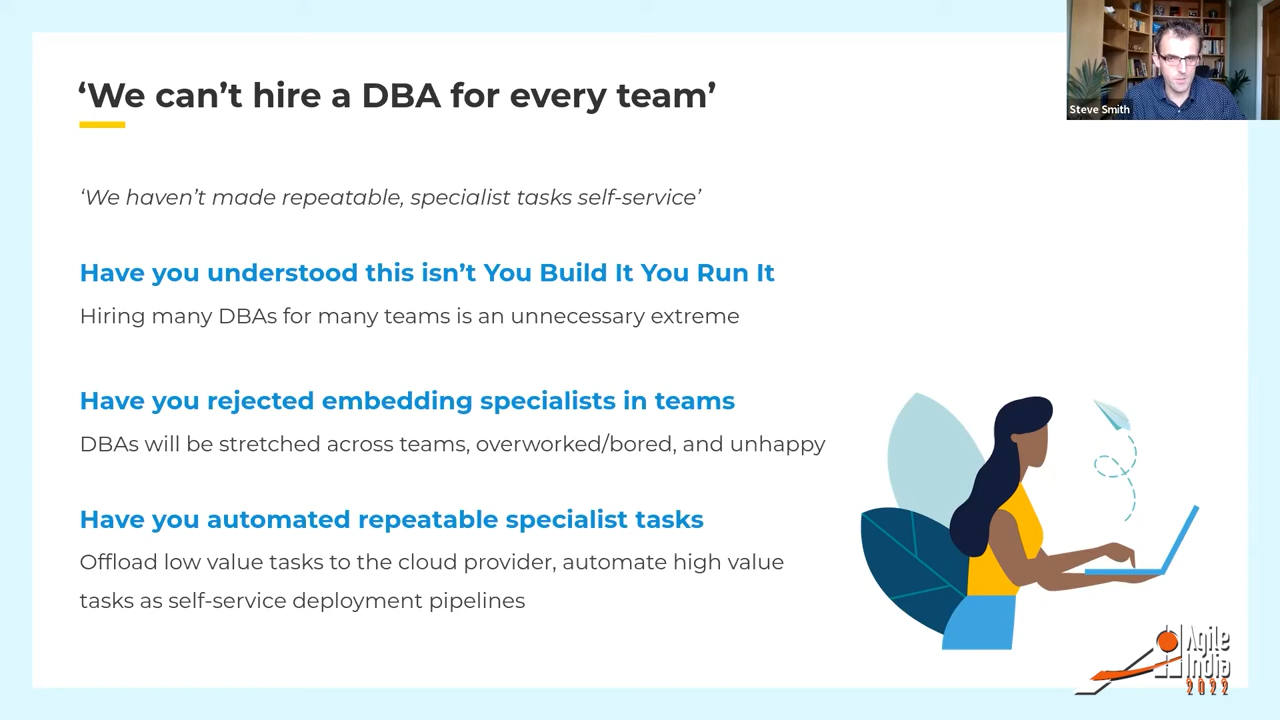 ‘We can’t hire a DBA for every team’
Steve Smith
‘We haven’t made repeatable, specialist tasks self-service’
Have you understood this isn’t You Build It You Run It
Hiring many DBAs for many teams is an unnecessary extreme
Have you rejected embedding specialists in teams
DBAs will be stretched across teams, overworked/bored, and unhappy
Have you automated repeatable specialist tasks
Offload low value tasks to the cloud provider, automate high value
tasks as self-service deployment pipelines
Agile
India
2022